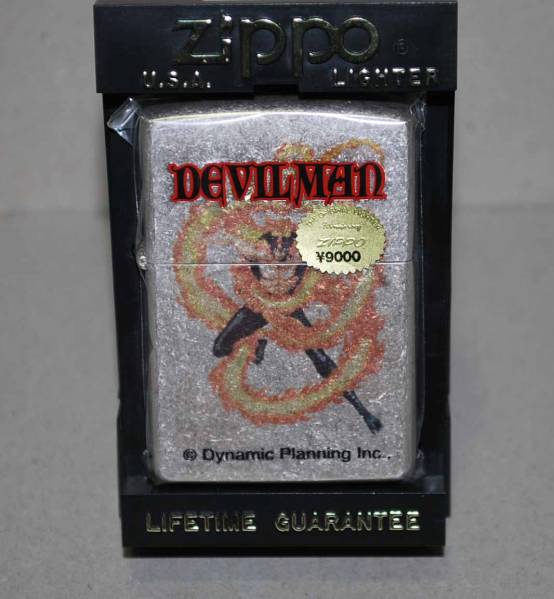 Zippo ®
U.S.A. LIGHTER
DEVILMAN
ZIPPO
¥9000
© Dynamic Planning Inc.,
LIFETIME GUARANTEE